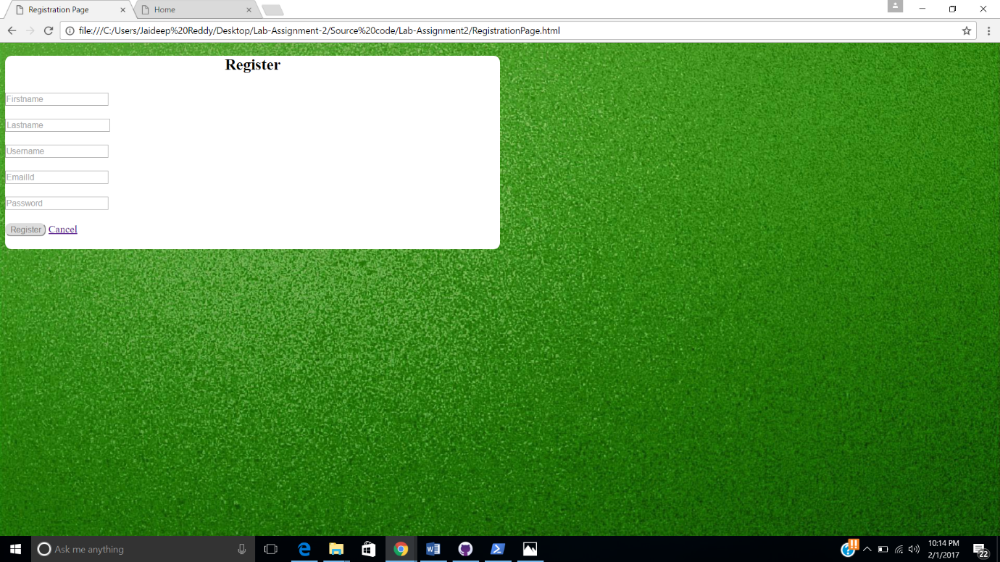 Registration Page
Home
file:///C:/Users/Jaideep%20Reddy/Desktop/Lab-Assignment-2/Source%20code/Lab-Assignment2/RegistrationPage.html
Register
Firstname
Lastname
Username
EmailId
Password
Register Cancel
Ask me anything
10:14 PM
2/1/2017
22